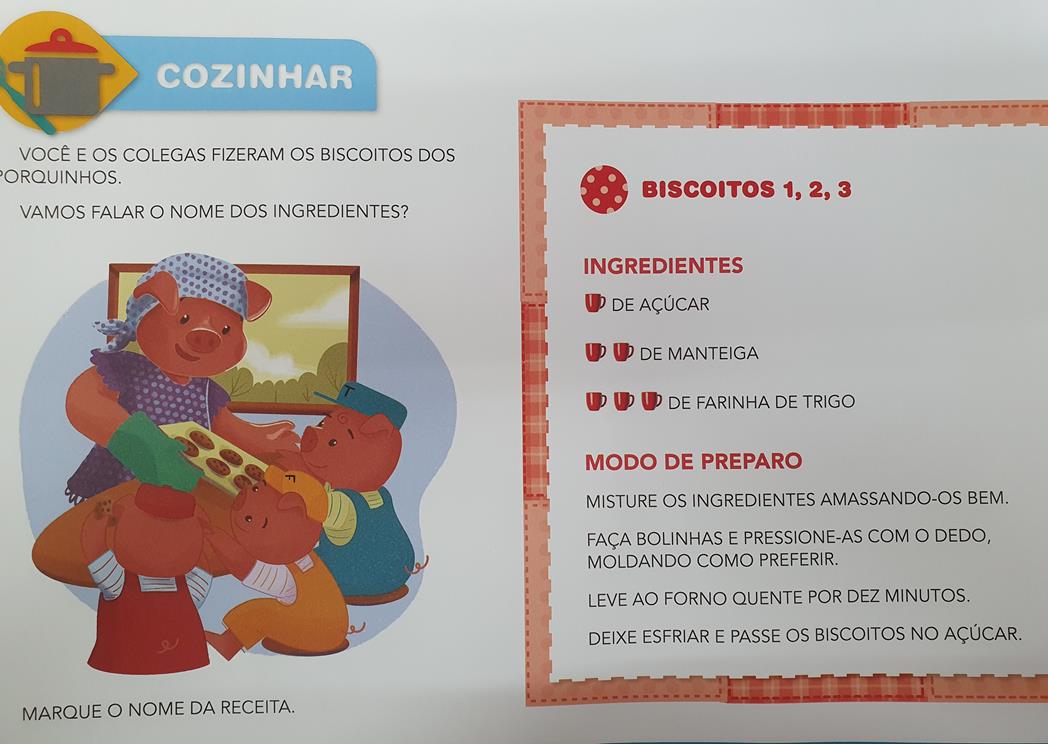 COZINHAR
VOCÊ E OS COLEGAS FIZERAM OS BISCOITOS DOS
PORQUINHOS.
VAMOS FALAR O NOME DOS INGREDIENTES?
T
F
MARQUE O NOME DA RECEITA.
BISCOITOS 1, 2, 3
INGREDIENTES
DE AÇÚCAR
DE MANTEIGA
DE FARINHA DE TRIGO
MODO DE PREPARO
MISTURE OS INGREDIENTES AMASSANDO-OS BEM.
FAÇA BOLINHAS E PRESSIONE-AS COM O DEDO,
MOLDANDO COMO PREFERIR.
LEVE AO FORNO QUENTE POR DEZ MINUTOS.
DEIXE ESFRIAR E PASSE OS BISCOITOS NO AÇÚCAR.